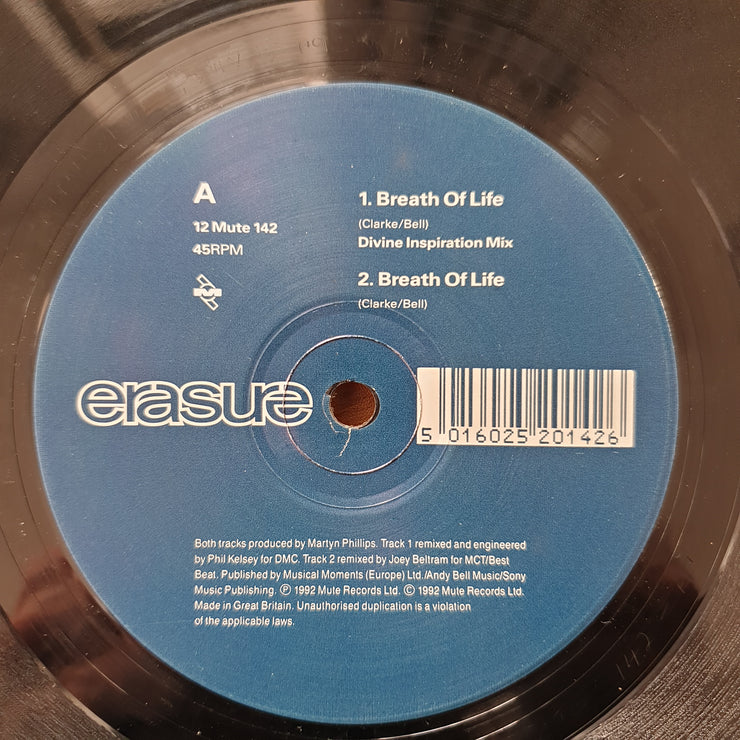 A
12 Mute 142
45RPM
1. Breath Of Life
(Clarke/Bell)
Divine Inspiration Mix
2. Breath Of Life
(Clarke/Bell)
erasure
5 016025 201426
Both tracks produced by Martyn Phillips. Track 1 remixed and engineered
by Phil Kelsey for DMC. Track 2 remixed by Joey Beltram for MCT/Best
Beat. Published by Musical Moments (Europe) Ltd./Andy Bell Music/Sony
Music Publishing. ℗ 1992 Mute Records Ltd. © 1992 Mute Records Ltd.
Made in Great Britain. Unauthorised duplication is a violation
of the applicable laws.